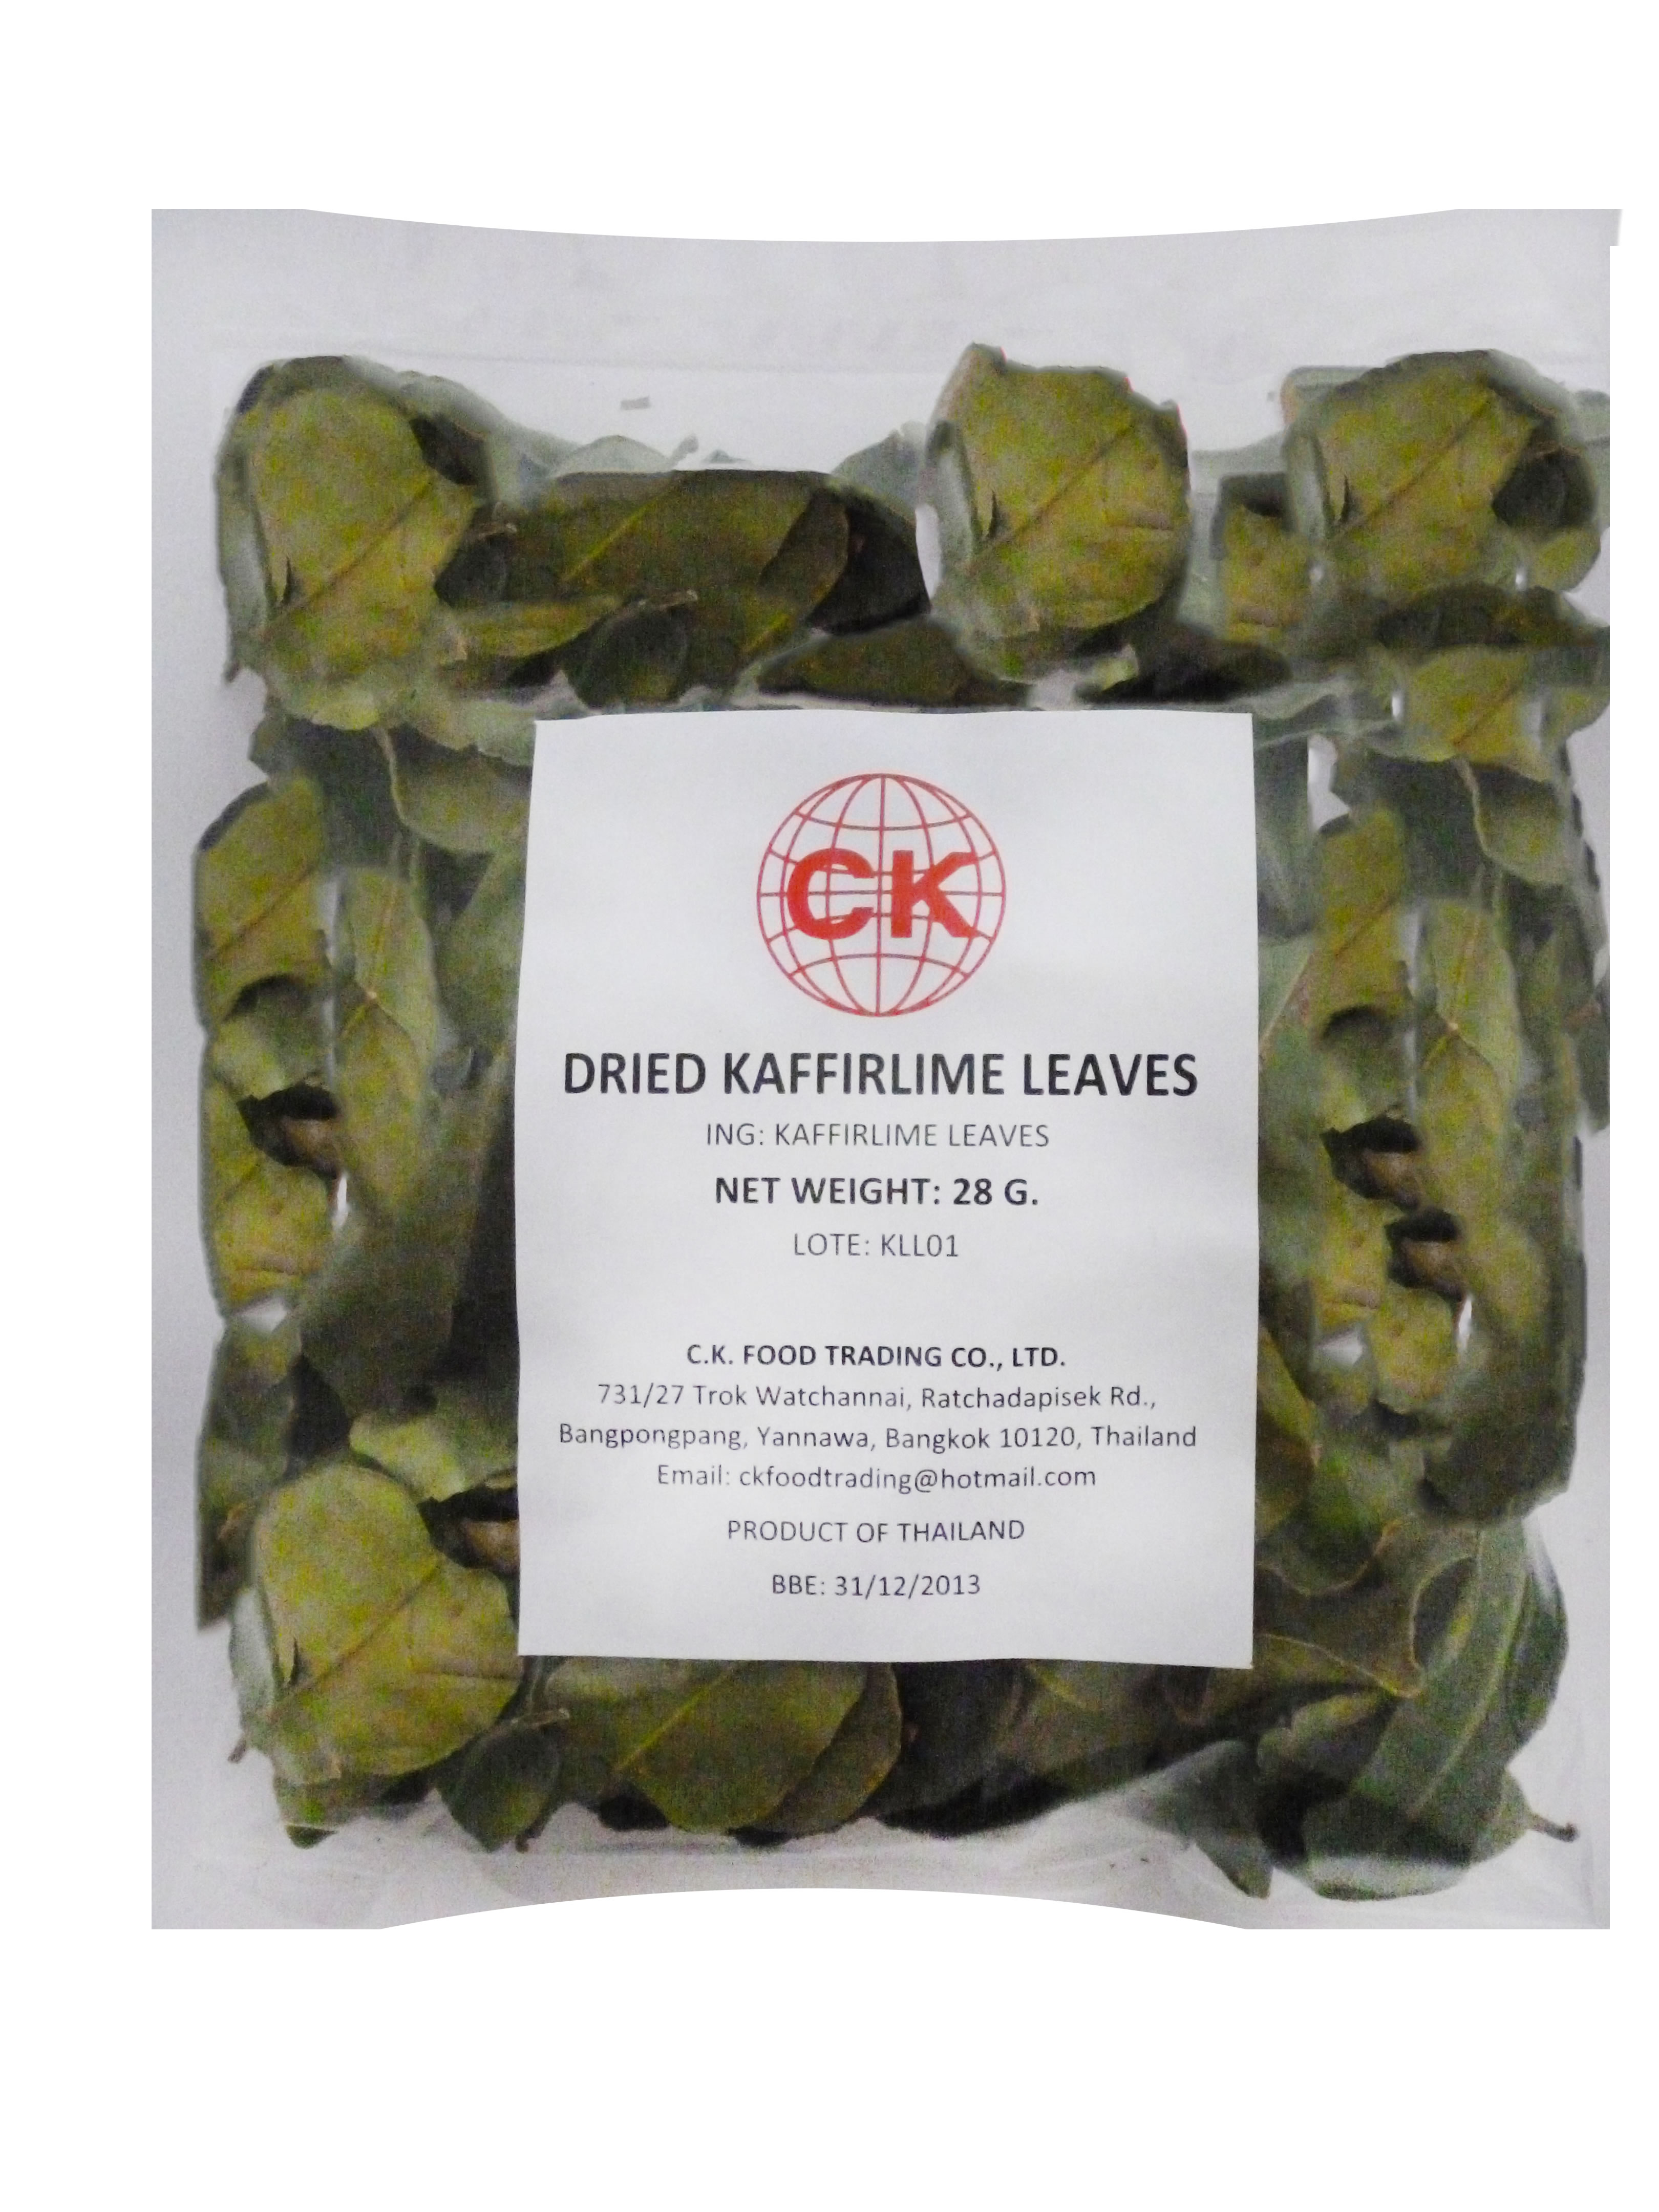 CK
DRIED KAFFIRLIME LEAVES
ING: KAFFIRLIME LEAVES
NET WEIGHT: 28 G.
LOTE: KLL01
C.K. FOOD TRADING CO., LTD.
731/27 Trok Watchannai, Ratchadapisek Rd.,
Bangpongpang, Yannawa, Bangkok 10120, Thailand
Email: ckfoodtrading@hotmail.com
PRODUCT OF THAILAND
BBE: 31/12/2013